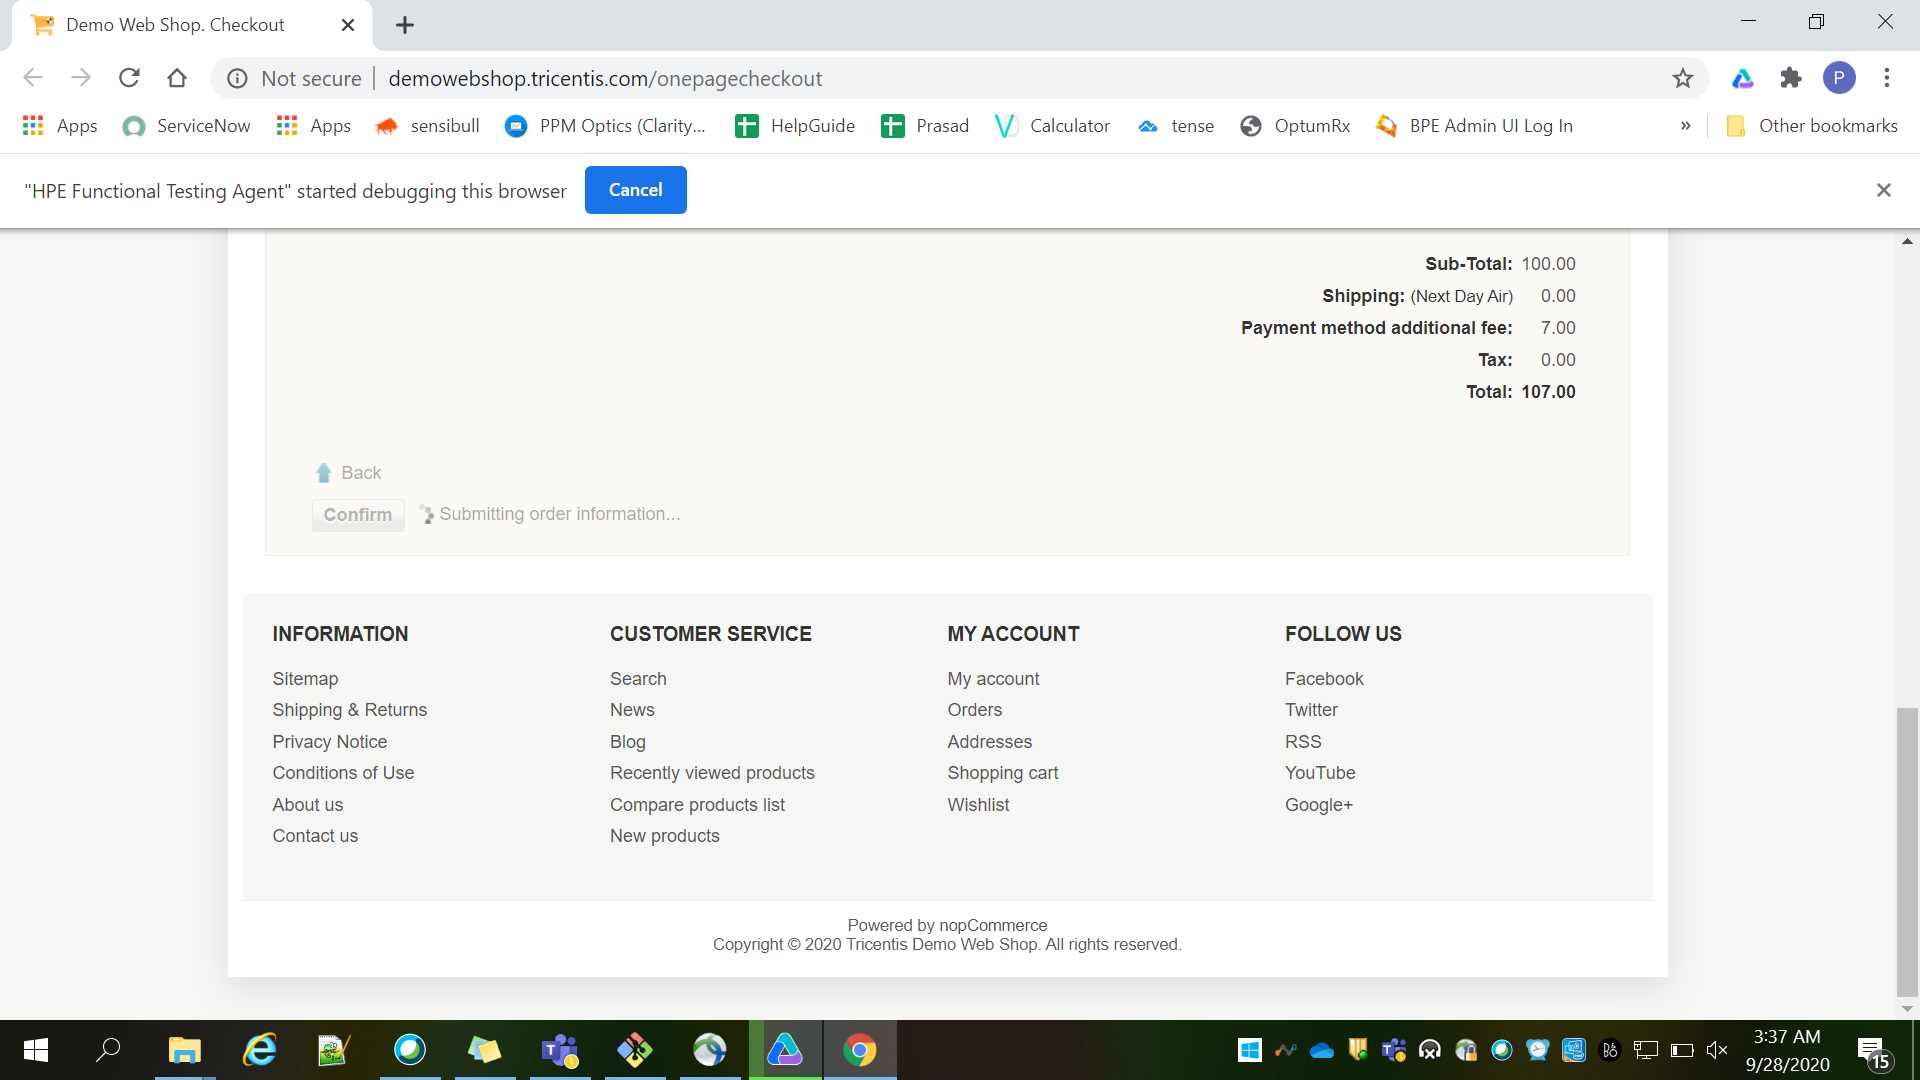 Demo Web Shop. Checkout
Not secure demowebshop.tricentis.com/onepagecheckout
P
Apps ServiceNow Apps sensibull PPM Optics (Clarity... HelpGuide Prasad Calculator tense OptumRx BPE Admin UI Log In » Other bookmarks
"HPE Functional Testing Agent" started debugging this browser Cancel
Sub-Total: 100.00
Shipping: (Next Day Air) 0.00
Payment method additional fee: 7.00
Tax: 0.00
Total: 107.00
Back
Confirm Submitting order information...
INFORMATION
Sitemap
Shipping & Returns
Privacy Notice
Conditions of Use
About us
Contact us
CUSTOMER SERVICE
Search
News
Blog
Recently viewed products
Compare products list
New products
MY ACCOUNT
My account
Orders
Addresses
Shopping cart
Wishlist
FOLLOW US
Facebook
Twitter
RSS
YouTube
Google+
Powered by nopCommerce
Copyright © 2020 Tricentis Demo Web Shop. All rights reserved.
3:37 AM
9/28/2020
15